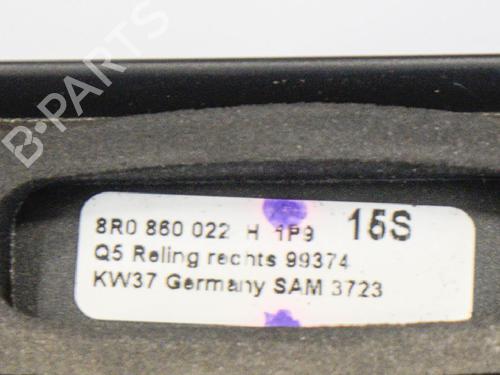 B-PARTS
8R0 860 022 H 1P9 15S
Q5 Reling rechts 99374
KW37 Germany SAM 3723